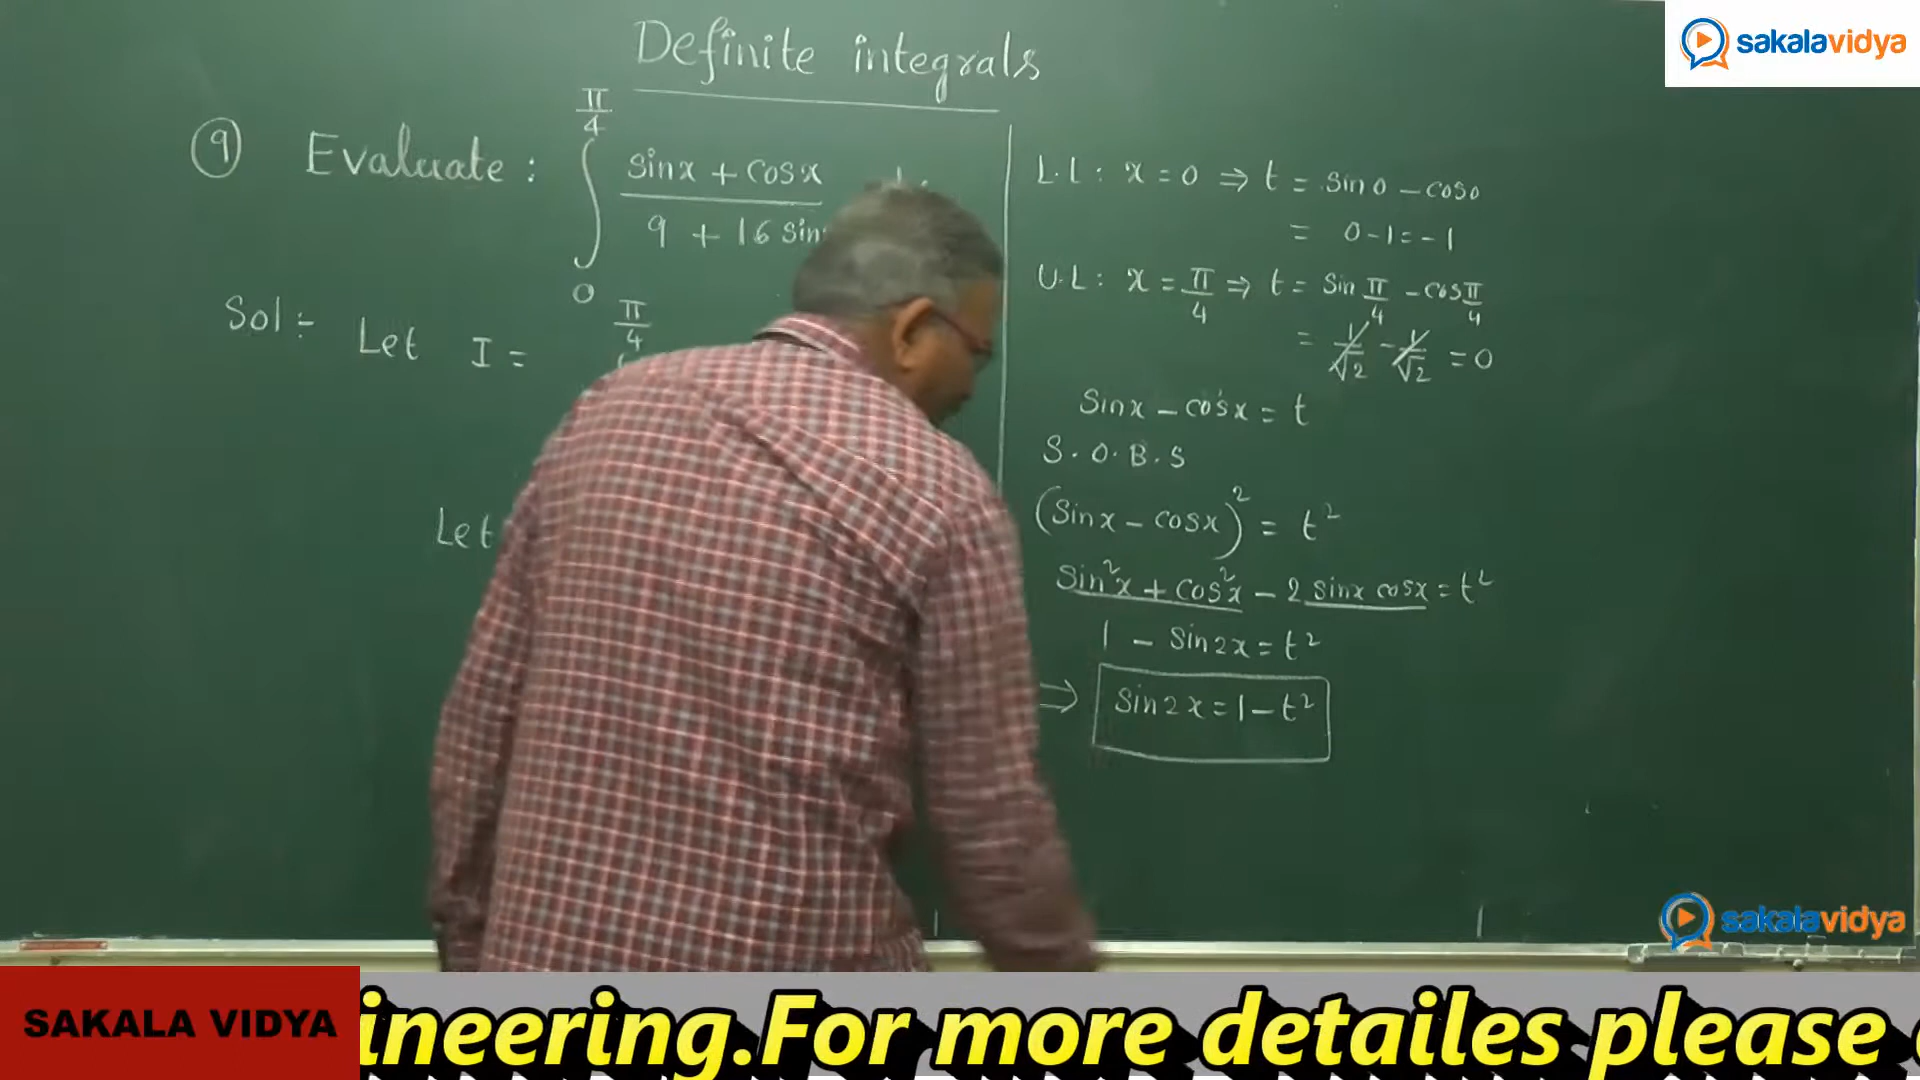 Definite integrals
⑨ Evaluate : ∫ 0 π/4 (sinx + cosx) / (9 + 16 sin
Sol :- Let I = π/4
Let
L.L : x = 0 ⇒ t = sin0 - cos0
= 0-1 = -1
U.L : x = π/4 ⇒ t = Sin π/4 - cos π/4
= 1/√2 - 1/√2 = 0
Sinx - cosx = t
S.O.B.S
(Sinx - cosx)² = t²
Sin²x + cos²x - 2 sinx cosx = t²
1 - sin2x = t²
⇒ sin2x = 1 - t²
sakalavidya
sakalavidya
SAKALA VIDYA
ineering.For more detailes please